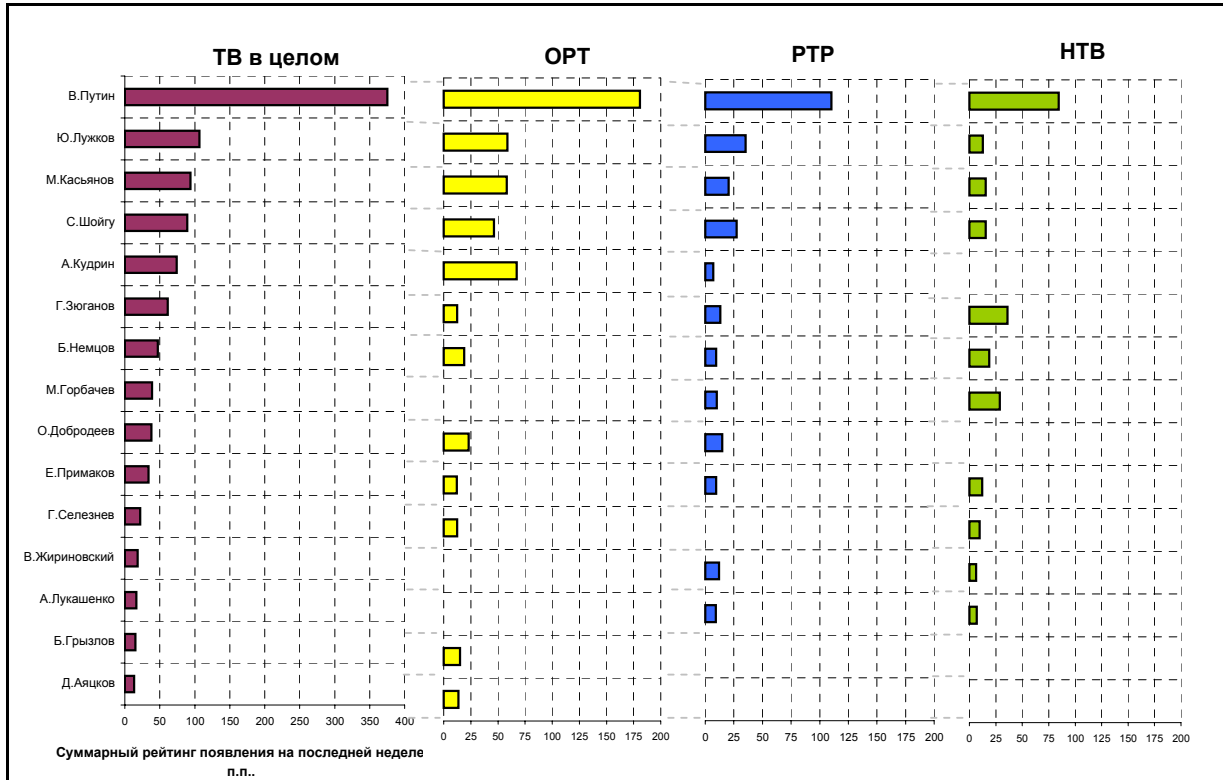 ТВ в целом
ОРТ
РТР
НТВ
В.Путин
Ю.Лужков
М.Касьянов
С.Шойгу
А.Кудрин
Г.Зюганов
Б.Немцов
М.Горбачев
О.Добродеев
Е.Примаков
Г.Селезнев
В.Жириновский
А.Лукашенко
Б.Грызлов
Д.Аяцков
0 50 100 150 200 250 300 350 400
0 25 50 75 100 125 150 175 200
0 25 50 75 100 125 150 175 200
0 25 50 75 100 125 150 175 200
Суммарный рейтинг появления на последней неделе
п.п..